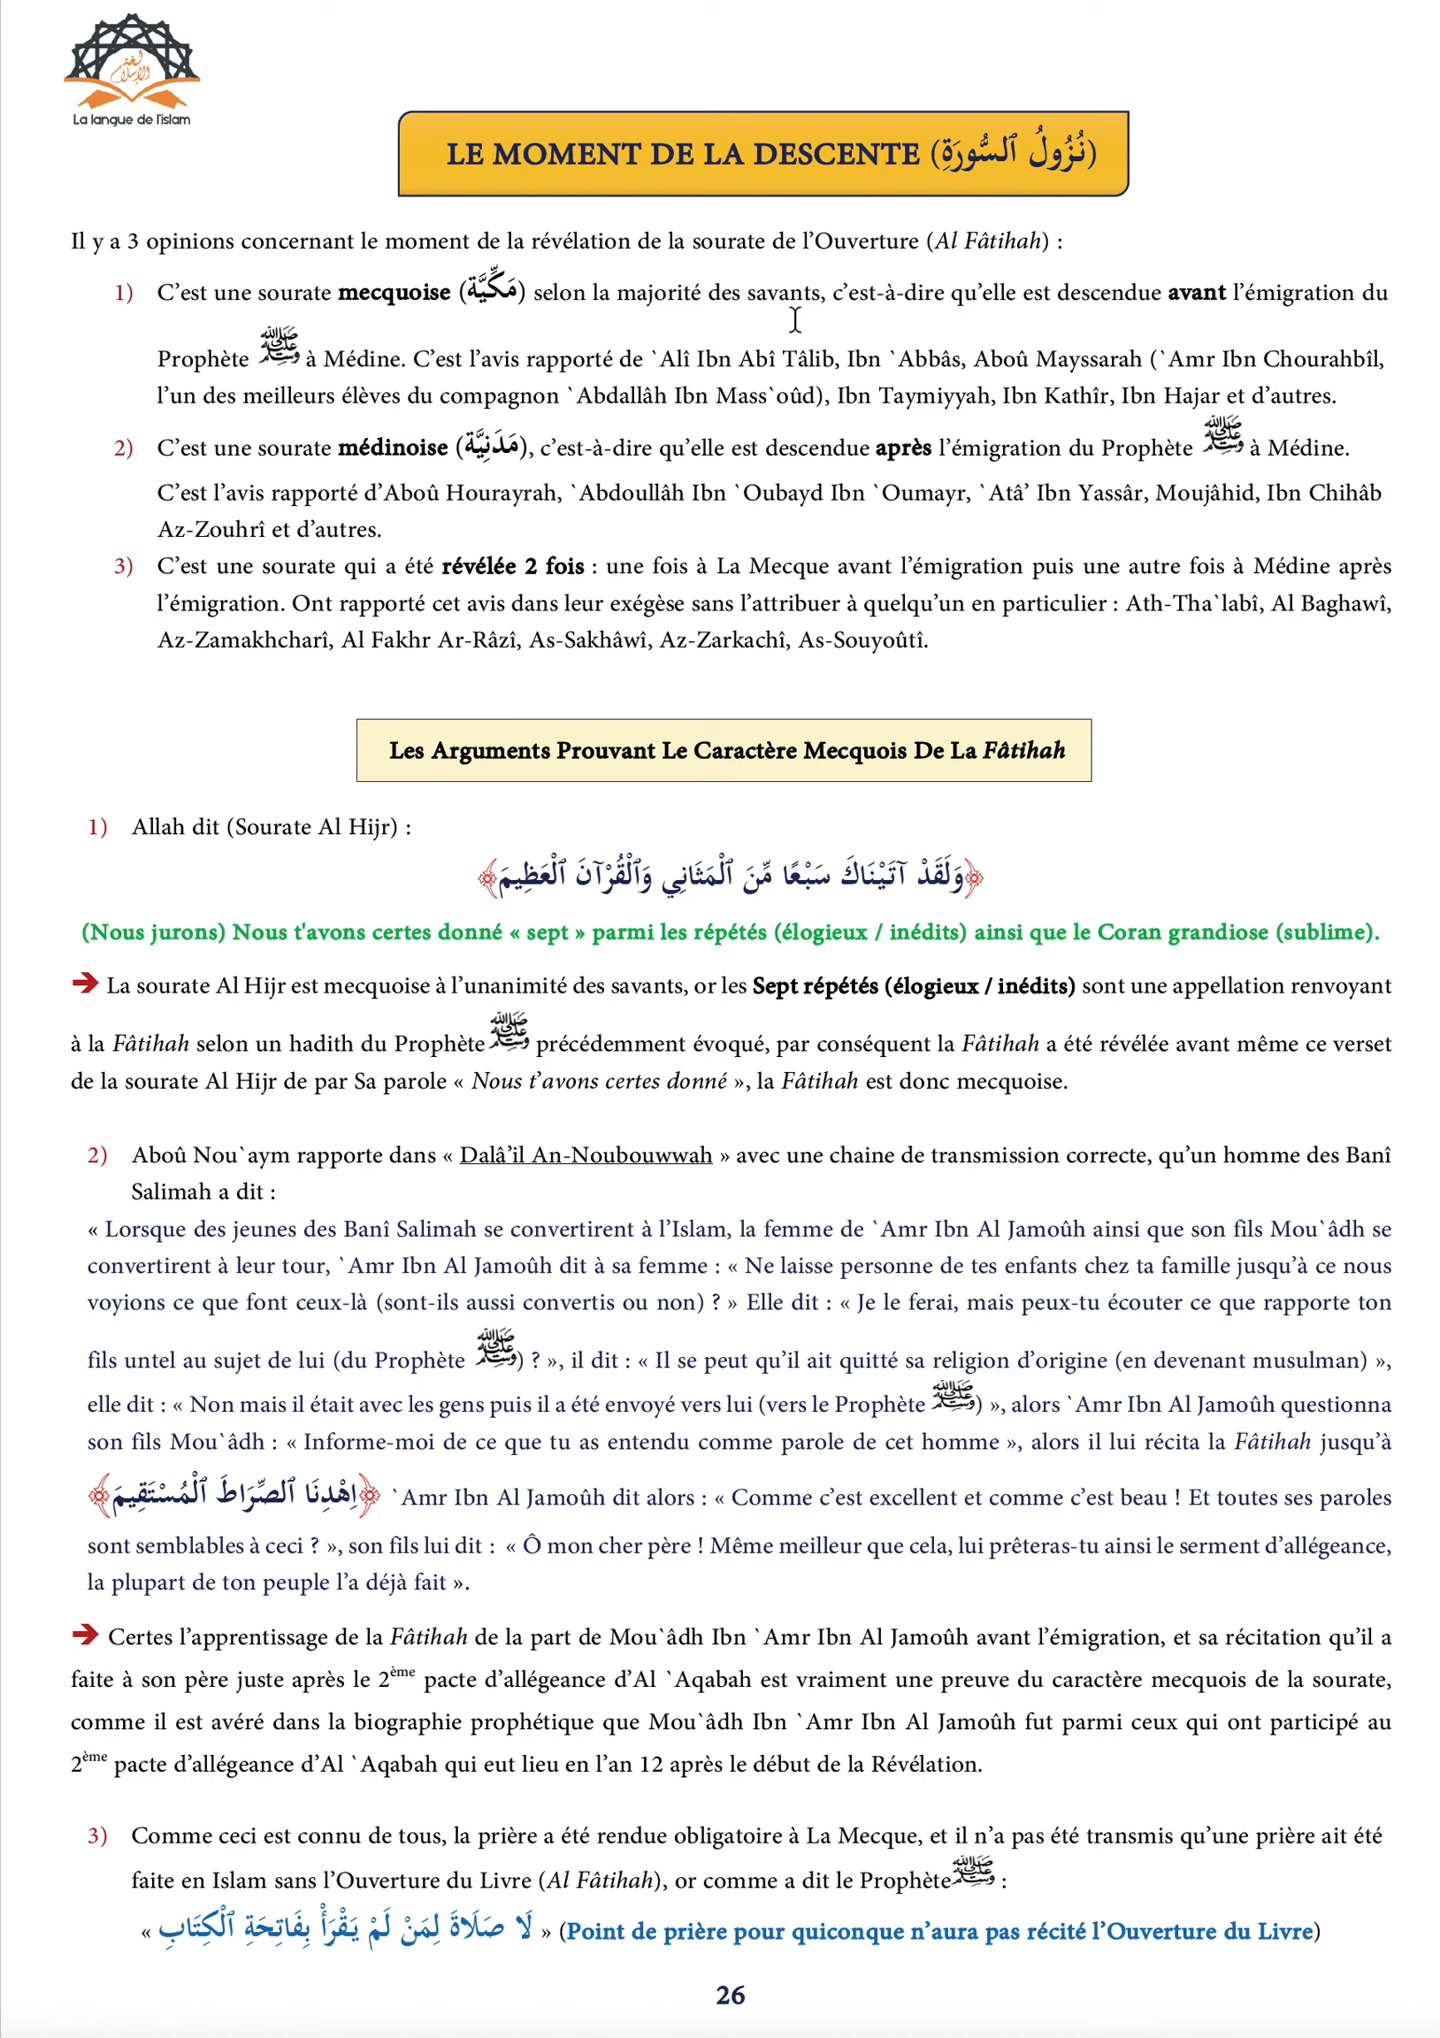 لغة الإسلام
La langue de l'islam
LE MOMENT DE LA DESCENTE (نُزُولُ ٱلسُّورَةِ)
Il y a 3 opinions concernant le moment de la révélation de la sourate de l’Ouverture (Al Fâtihah) :
1) C’est une sourate mecquoise (مَكِّيَّة) selon la majorité des savants, c’est-à-dire qu’elle est descendue avant l’émigration du
Prophète ﷺ à Médine. C’est l’avis rapporté de `Alî Ibn Abî Tâlib, Ibn `Abbâs, Aboû Mayssarah (`Amr Ibn Chourahbîl,
l’un des meilleurs élèves du compagnon `Abdallâh Ibn Mass`oûd), Ibn Taymiyyah, Ibn Kathîr, Ibn Hajar et d’autres.
2) C’est une sourate médinoise (مَدَنِيَّة), c’est-à-dire qu’elle est descendue après l’émigration du Prophète ﷺ à Médine.
C’est l’avis rapporté d’Aboû Hourayrah, `Abdoullâh Ibn `Oubayd Ibn `Oumayr, `Atâ’ Ibn Yassâr, Moujâhid, Ibn Chihâb
Az-Zouhrî et d’autres.
3) C’est une sourate qui a été révélée 2 fois : une fois à La Mecque avant l’émigration puis une autre fois à Médine après
l’émigration. Ont rapporté cet avis dans leur exégèse sans l’attribuer à quelqu’un en particulier : Ath-Tha`labî, Al Baghawî,
Az-Zamakhcharî, Al Fakhr Ar-Râzî, As-Sakhâwî, Az-Zarkachî, As-Souyoûtî.
Les Arguments Prouvant Le Caractère Mecquois De La Fâtihah
1) Allah dit (Sourate Al Hijr) :
﴿وَلَقَدْ آتَيْنَاكَ سَبْعًا مِّنَ ٱلْمَثَانِي وَٱلْقُرْآنَ ٱلْعَظِيمَ﴾
(Nous jurons) Nous t'avons certes donné « sept » parmi les répétés (élogieux / inédits) ainsi que le Coran grandiose (sublime).
➔ La sourate Al Hijr est mecquoise à l’unanimité des savants, or les Sept répétés (élogieux / inédits) sont une appellation renvoyant
à la Fâtihah selon un hadith du Prophète ﷺ précédemment évoqué, par conséquent la Fâtihah a été révélée avant même ce verset
de la sourate Al Hijr de par Sa parole « Nous t’avons certes donné », la Fâtihah est donc mecquoise.
2) Aboû Nou`aym rapporte dans « Dalâ’il An-Noubouwwah » avec une chaine de transmission correcte, qu’un homme des Banî
Salimah a dit :
« Lorsque des jeunes des Banî Salimah se convertirent à l’Islam, la femme de `Amr Ibn Al Jamoûh ainsi que son fils Mou`âdh se
convertirent à leur tour, `Amr Ibn Al Jamoûh dit à sa femme : « Ne laisse personne de tes enfants chez ta famille jusqu’à ce nous
voyions ce que font ceux-là (sont-ils aussi convertis ou non) ? » Elle dit : « Je le ferai, mais peux-tu écouter ce que rapporte ton
fils untel au sujet de lui (du Prophète ﷺ) ? », il dit : « Il se peut qu’il ait quitté sa religion d’origine (en devenant musulman) »,
elle dit : « Non mais il était avec les gens puis il a été envoyé vers lui (vers le Prophète ﷺ) », alors `Amr Ibn Al Jamoûh questionna
son fils Mou`âdh : « Informe-moi de ce que tu as entendu comme parole de cet homme », alors il lui récita la Fâtihah jusqu’à
﴿اِهْدِنَا ٱلصِّرَاطَ ٱلْمُسْتَقِيمَ﴾ `Amr Ibn Al Jamoûh dit alors : « Comme c’est excellent et comme c’est beau ! Et toutes ses paroles
sont semblables à ceci ? », son fils lui dit : « Ô mon cher père ! Même meilleur que cela, lui prêteras-tu ainsi le serment d’allégeance,
la plupart de ton peuple l’a déjà fait ».
➔ Certes l’apprentissage de la Fâtihah de la part de Mou`âdh Ibn `Amr Ibn Al Jamoûh avant l’émigration, et sa récitation qu’il a
faite à son père juste après le 2ème pacte d’allégeance d’Al `Aqabah est vraiment une preuve du caractère mecquois de la sourate,
comme il est avéré dans la biographie prophétique que Mou`âdh Ibn `Amr Ibn Al Jamoûh fut parmi ceux qui ont participé au
2ème pacte d’allégeance d’Al `Aqabah qui eut lieu en l’an 12 après le début de la Révélation.
3) Comme ceci est connu de tous, la prière a été rendue obligatoire à La Mecque, et il n’a pas été transmis qu’une prière ait été
faite en Islam sans l’Ouverture du Livre (Al Fâtihah), or comme a dit le Prophète ﷺ :
« لَا صَلَاةَ لِمَنْ لَمْ يَقْرَأْ بِفَاتِحَةِ ٱلْكِتَابِ » (Point de prière pour quiconque n’aura pas récité l’Ouverture du Livre)
26